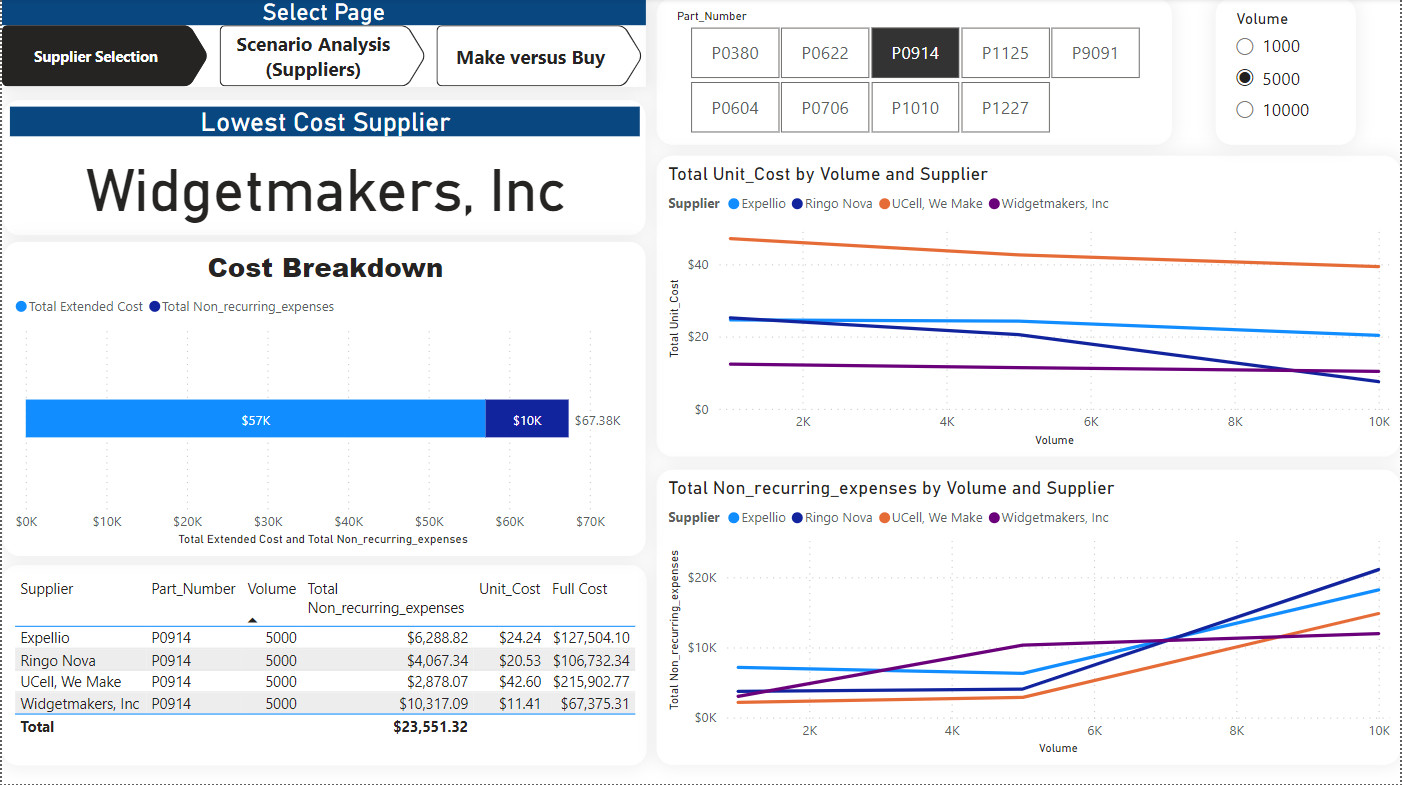 Select Page
Supplier Selection
Scenario Analysis
(Suppliers)
Make versus Buy
Part_Number
P0380 P0622 P0914 P1125 P9091
P0604 P0706 P1010 P1227
Volume
1000
5000
10000
Lowest Cost Supplier
Widgetmakers, Inc
Cost Breakdown
Total Extended Cost Total Non_recurring_expenses
$57K $10K $67.38K
$0K $10K $20K $30K $40K $50K $60K $70K
Total Extended Cost and Total Non_recurring_expenses
Supplier Part_Number Volume Total Non_recurring_expenses Unit_Cost Full Cost
Expellio P0914 5000 $6,288.82 $24.24 $127,504.10
Ringo Nova P0914 5000 $4,067.34 $20.53 $106,732.34
UCell, We Make P0914 5000 $2,878.07 $42.60 $215,902.77
Widgetmakers, Inc P0914 5000 $10,317.09 $11.41 $67,375.31
Total $23,551.32
Total Unit_Cost by Volume and Supplier
Supplier Expellio Ringo Nova UCell, We Make Widgetmakers, Inc
Total Unit_Cost
$40
$20
$0
2K 4K 6K 8K 10K
Volume
Total Non_recurring_expenses by Volume and Supplier
Supplier Expellio Ringo Nova UCell, We Make Widgetmakers, Inc
Total Non_recurring_expenses
$20K
$10K
$0K
2K 4K 6K 8K 10K
Volume